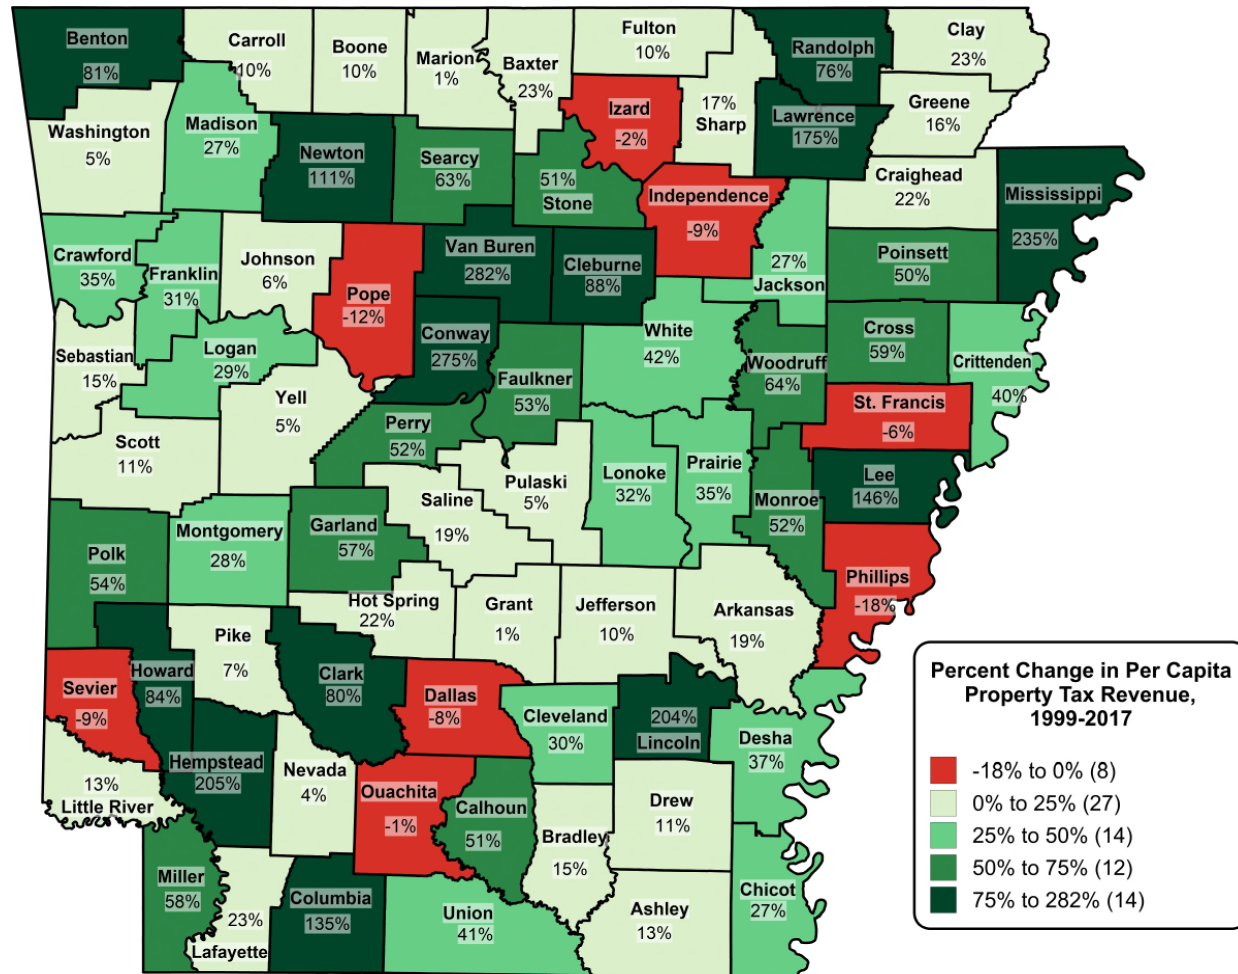 Benton
81%
Carroll
10%
Boone
10%
Marion
1%
Baxter
23%
Fulton
10%
Randolph
76%
Clay
23%
Washington
5%
Madison
27%
Newton
111%
Searcy
63%
51%
Stone
Izard
-2%
17%
Sharp
Lawrence
175%
Greene
16%
Independence
-9%
Craighead
22%
Mississippi
235%
Crawford
35%
Franklin
31%
Johnson
6%
Pope
-12%
Van Buren
282%
Cleburne
88%
27%
Jackson
Poinsett
50%
Sebastian
15%
Logan
29%
Conway
275%
White
42%
Woodruff
64%
Cross
59%
Crittenden
40%
Yell
5%
Faulkner
53%
St. Francis
-6%
Scott
11%
Perry
52%
Pulaski
5%
Lonoke
32%
Prairie
35%
Monroe
52%
Lee
146%
Saline
19%
Polk
54%
Montgomery
28%
Garland
57%
Phillips
-18%
Hot Spring
22%
Grant
1%
Jefferson
10%
Arkansas
19%
Pike
7%
Howard
84%
Clark
80%
Sevier
-9%
Dallas
-8%
Cleveland
30%
204%
Lincoln
Desha
37%
13%
Little River
Hempstead
205%
Nevada
4%
Ouachita
-1%
Calhoun
51%
Bradley
15%
Drew
11%
Miller
58%
23%
Lafayette
Columbia
135%
Union
41%
Ashley
13%
Chicot
27%
Percent Change in Per Capita
Property Tax Revenue,
1999-2017
-18% to 0% (8)
0% to 25% (27)
25% to 50% (14)
50% to 75% (12)
75% to 282% (14)